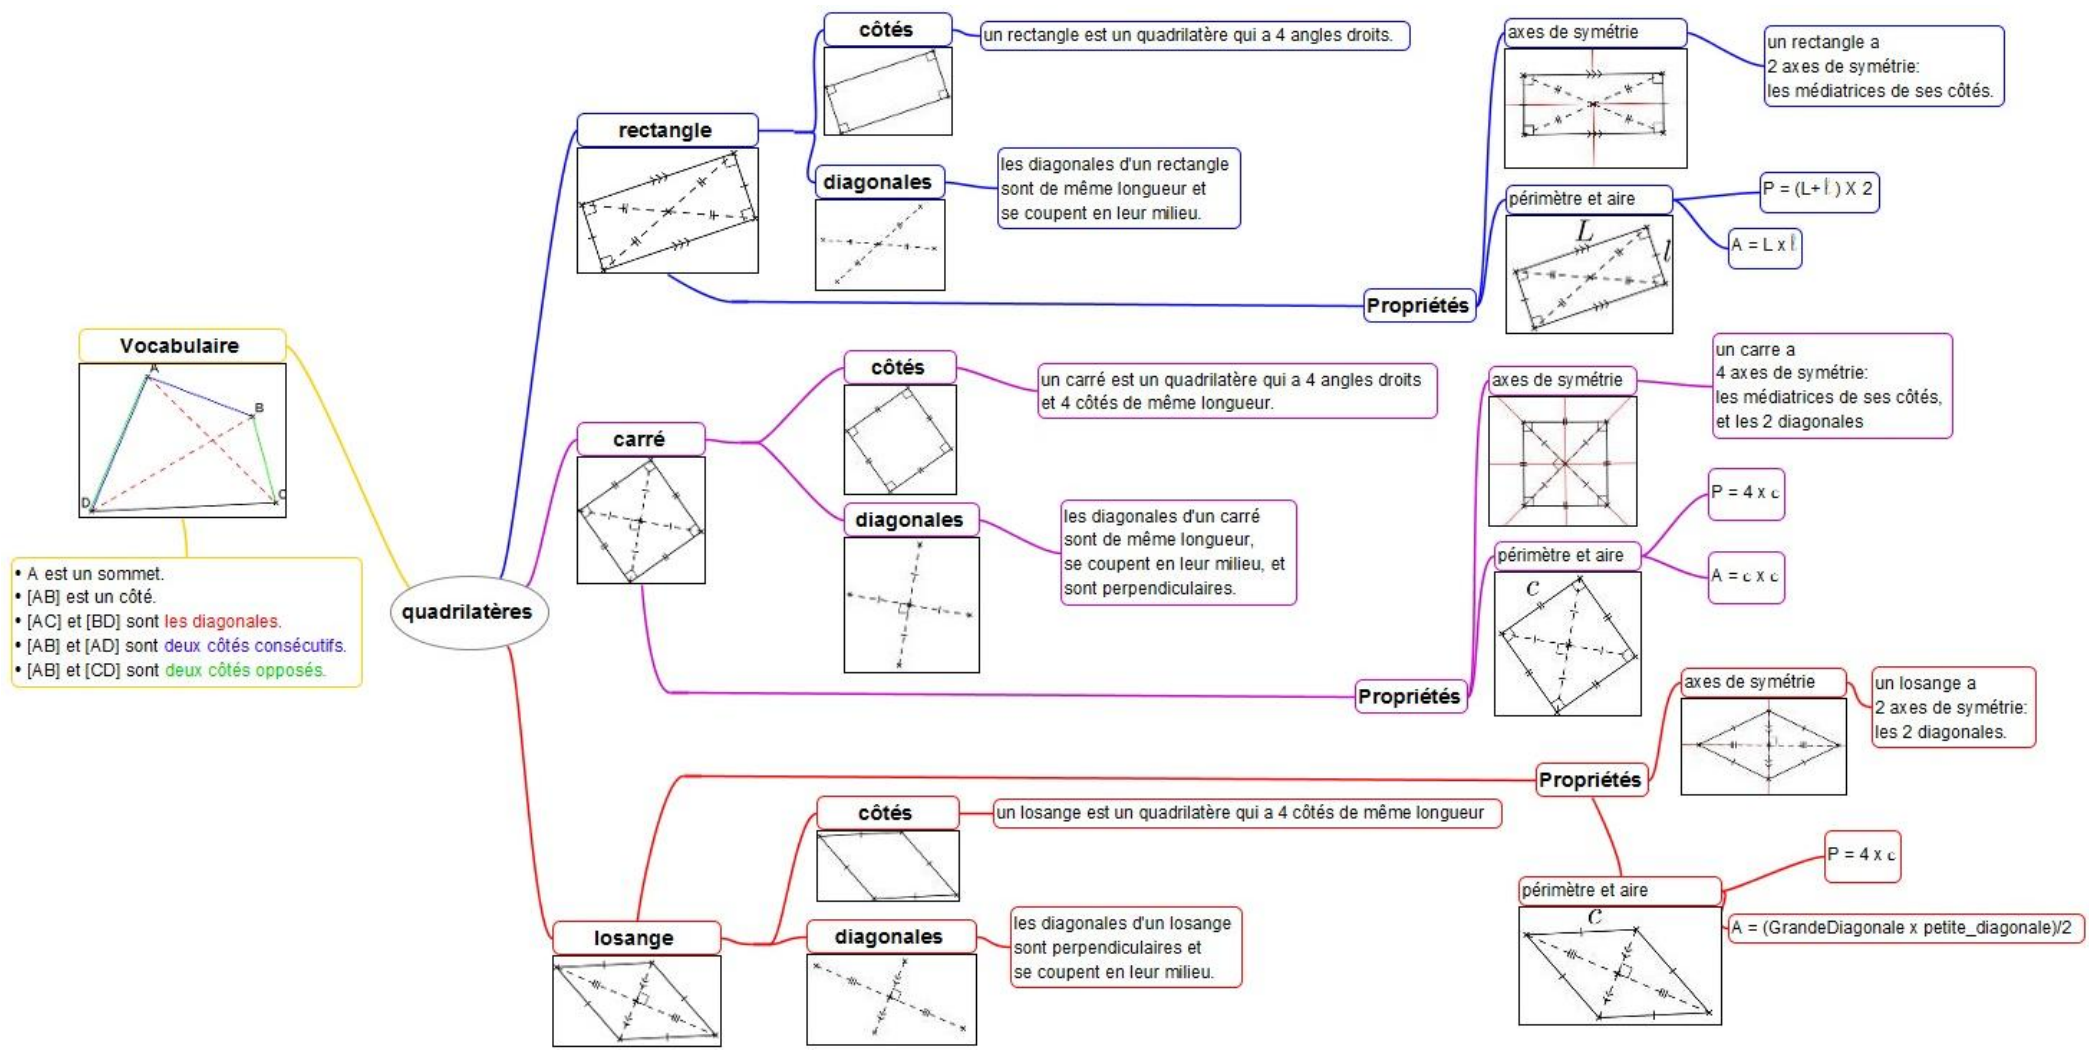 Vocabulaire
A
B
D
C
• A est un sommet.
• [AB] est un côté.
• [AC] et [BD] sont les diagonales.
• [AB] et [AD] sont deux côtés consécutifs.
• [AB] et [CD] sont deux côtés opposés.
quadrilatères
rectangle
côtés
un rectangle est un quadrilatère qui a 4 angles droits.
diagonales
les diagonales d'un rectangle
sont de même longueur et
se coupent en leur milieu.
Propriétés
axes de symétrie
un rectangle a
2 axes de symétrie:
les médiatrices de ses côtés.
périmètre et aire
L
l
P = (L+ l ) X 2
A = L x l
carré
côtés
un carré est un quadrilatère qui a 4 angles droits
et 4 côtés de même longueur.
diagonales
les diagonales d'un carré
sont de même longueur,
se coupent en leur milieu, et
sont perpendiculaires.
Propriétés
axes de symétrie
un carre a
4 axes de symétrie:
les médiatrices de ses côtés,
et les 2 diagonales
périmètre et aire
c
P = 4 x c
A = c x c
losange
côtés
un losange est un quadrilatère qui a 4 côtés de même longueur
diagonales
les diagonales d'un losange
sont perpendiculaires et
se coupent en leur milieu.
Propriétés
axes de symétrie
un losange a
2 axes de symétrie:
les 2 diagonales.
périmètre et aire
c
P = 4 x c
A = (GrandeDiagonale x petite_diagonale)/2